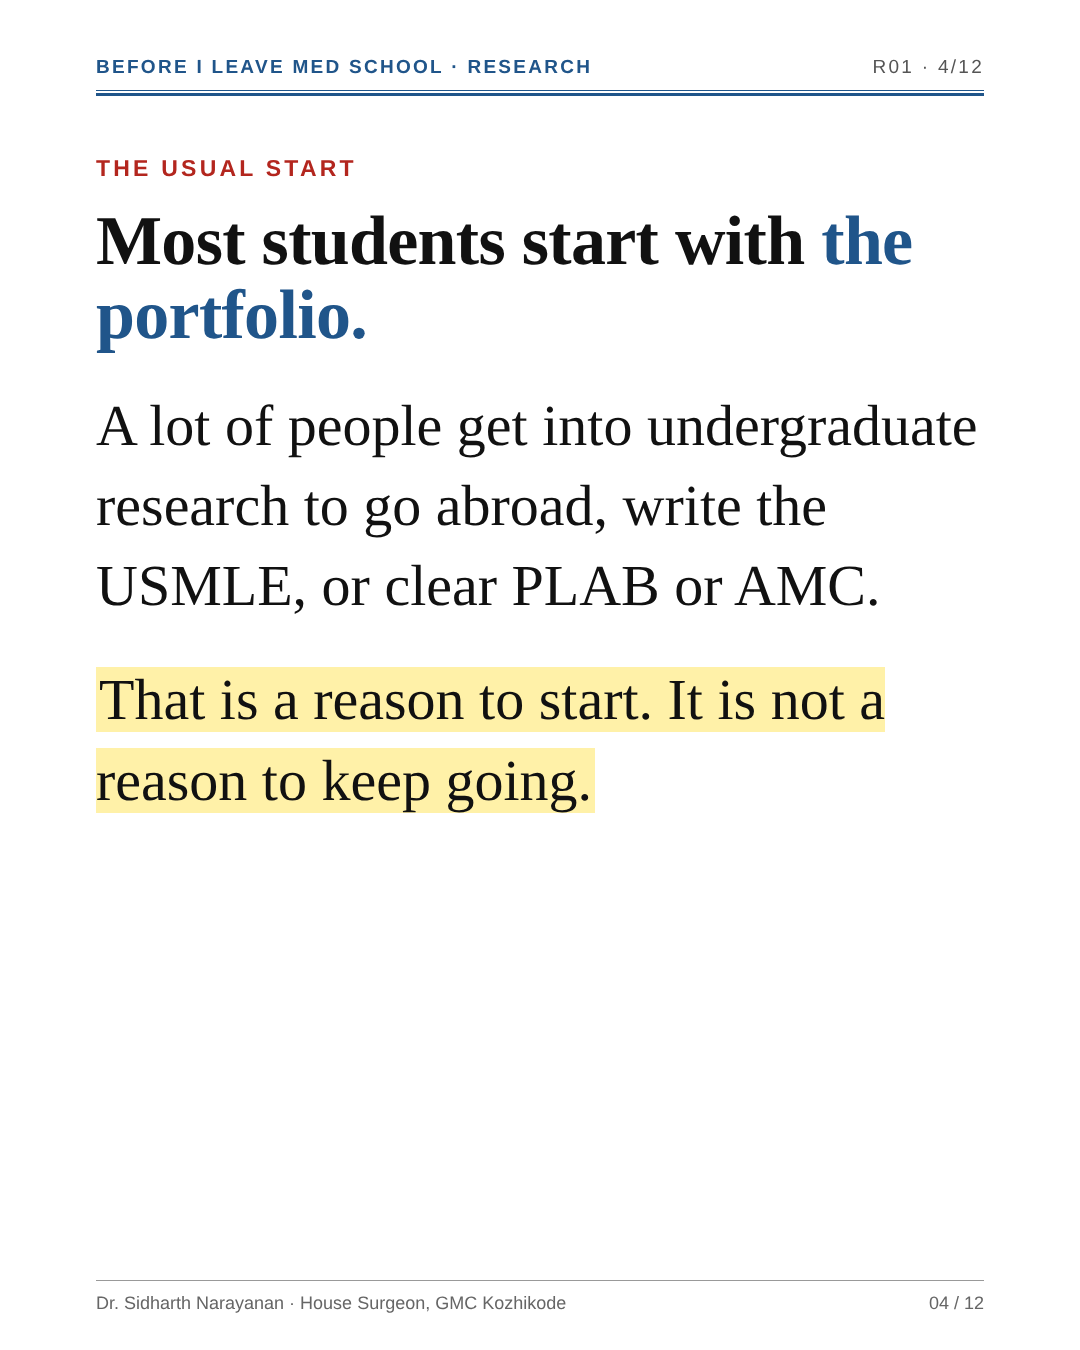 BEFORE I LEAVE MED SCHOOL · RESEARCH
R01 · 4/12
THE USUAL START
Most students start with the
portfolio.
A lot of people get into undergraduate
research to go abroad, write the
USMLE, or clear PLAB or AMC.
That is a reason to start. It is not a
reason to keep going.
Dr. Sidharth Narayanan · House Surgeon, GMC Kozhikode
04 / 12